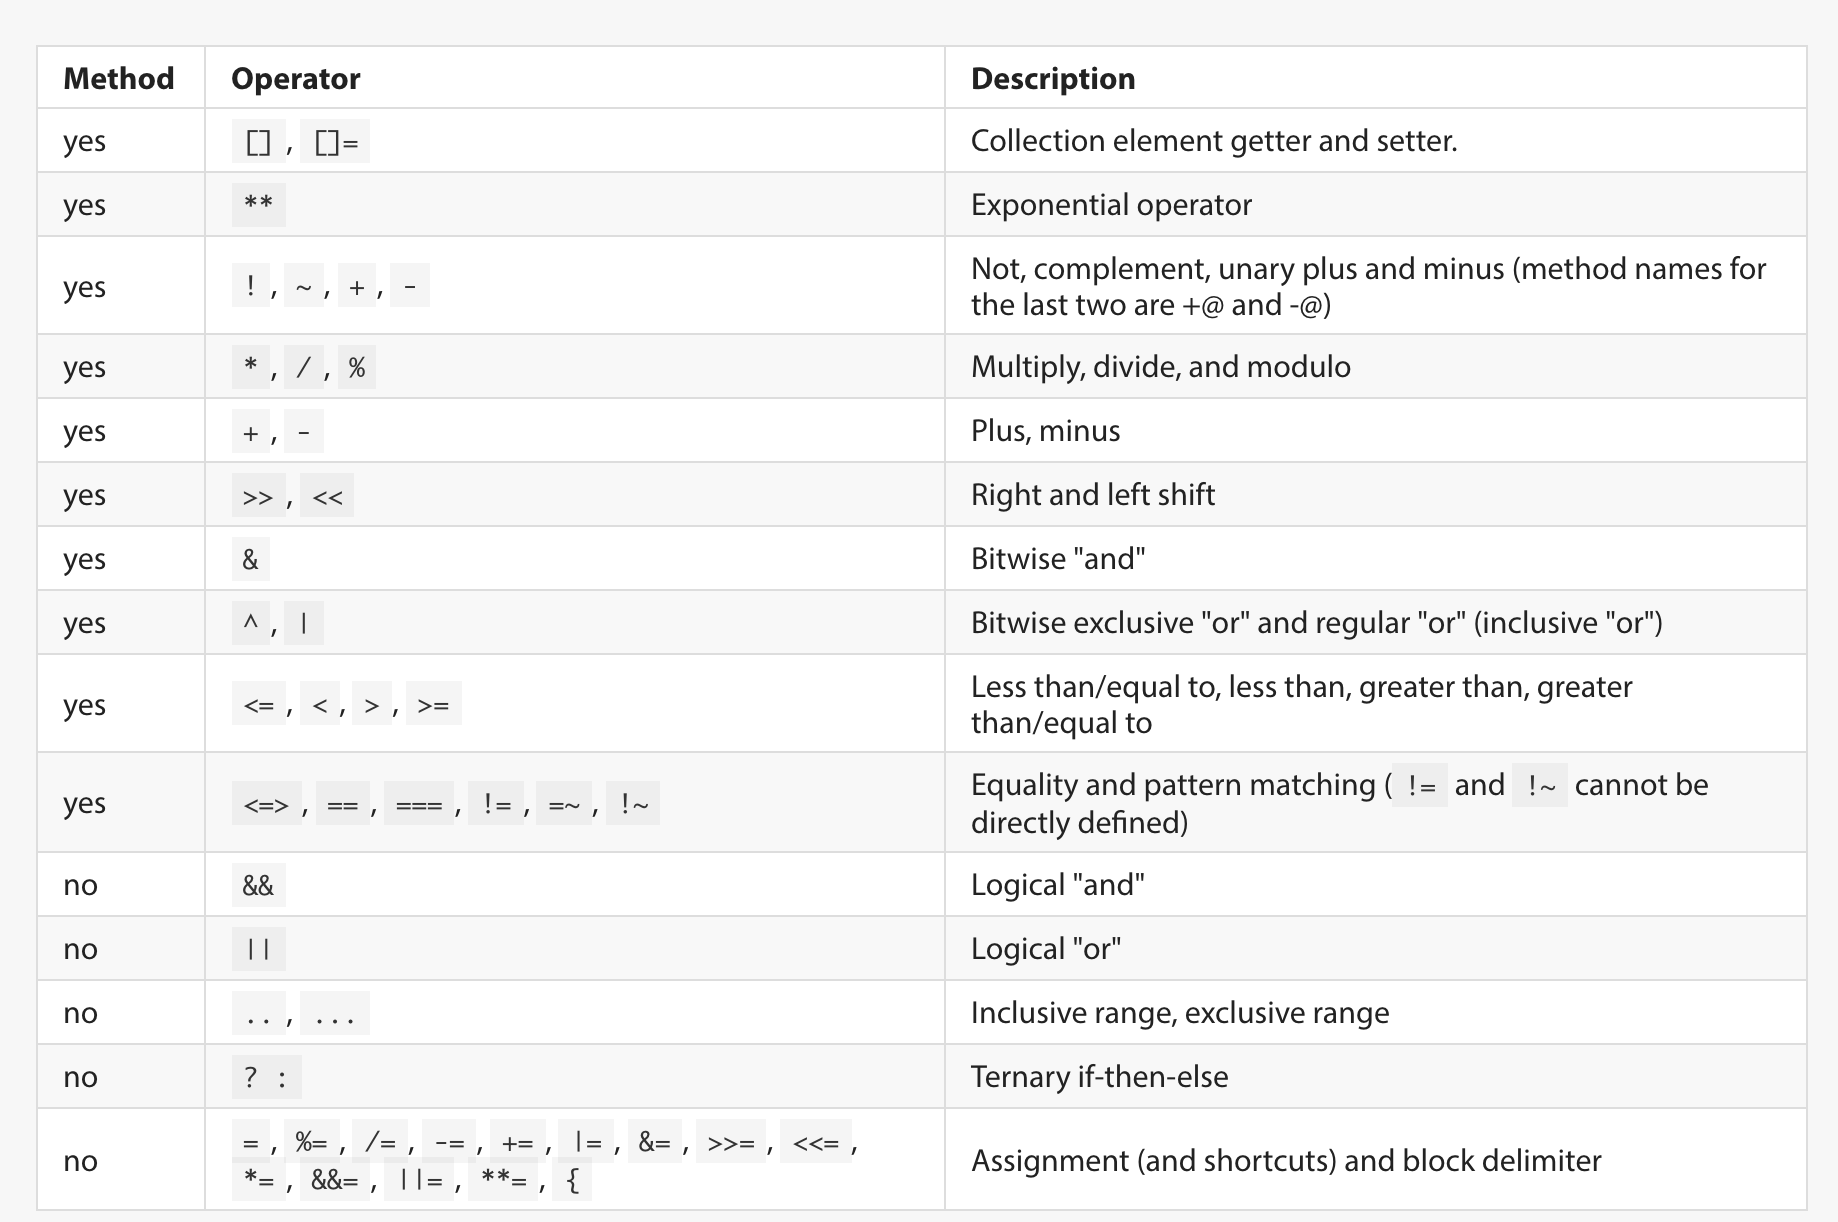 Method Operator Description
yes [] , []= Collection element getter and setter.
yes ** Exponential operator
yes ! , ~ , + , - Not, complement, unary plus and minus (method names for
the last two are +@ and -@)
yes * , / , % Multiply, divide, and modulo
yes + , - Plus, minus
yes >> , << Right and left shift
yes & Bitwise "and"
yes ^ , | Bitwise exclusive "or" and regular "or" (inclusive "or")
yes <= , < , > , >= Less than/equal to, less than, greater than, greater
than/equal to
yes <=> , == , === , != , =~ , !~ Equality and pattern matching ( != and !~ cannot be
directly defined)
no && Logical "and"
no || Logical "or"
no .. , ... Inclusive range, exclusive range
no ? : Ternary if-then-else
no = , %= , /= , -= , += , |= , &= , >>= , <<= ,
*= , &&= , ||= , **= , { Assignment (and shortcuts) and block delimiter